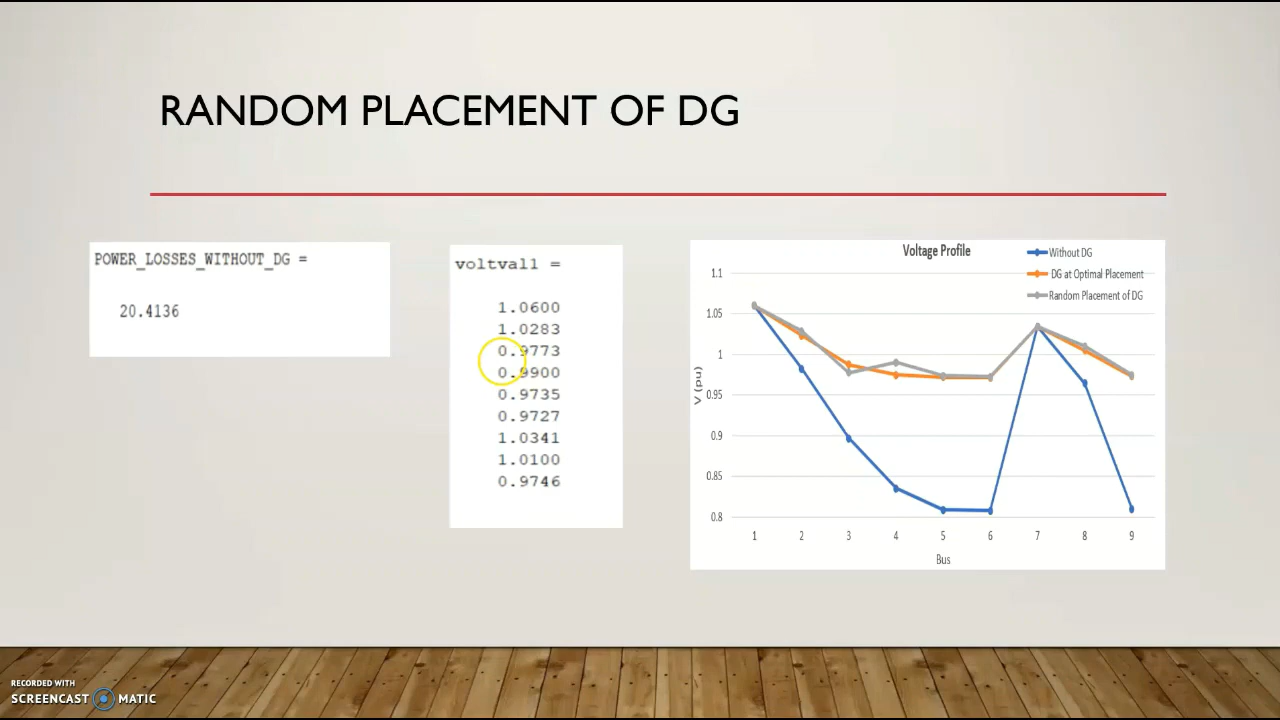 RANDOM PLACEMENT OF DG
POWER_LOSSES_WITHOUT_DG =
20.4136
voltvall =
1.0600
1.0283
0.9773
0.9900
0.9735
0.9727
1.0341
1.0100
0.9746
Voltage Profile
Without DG
DG at Optimal Placement
Random Placement of DG
V (pu)
1.1
1.05
1
0.95
0.9
0.85
0.8
1 2 3 4 5 6 7 8 9
Bus
RECORDED WITH
SCREENCAST MATIC